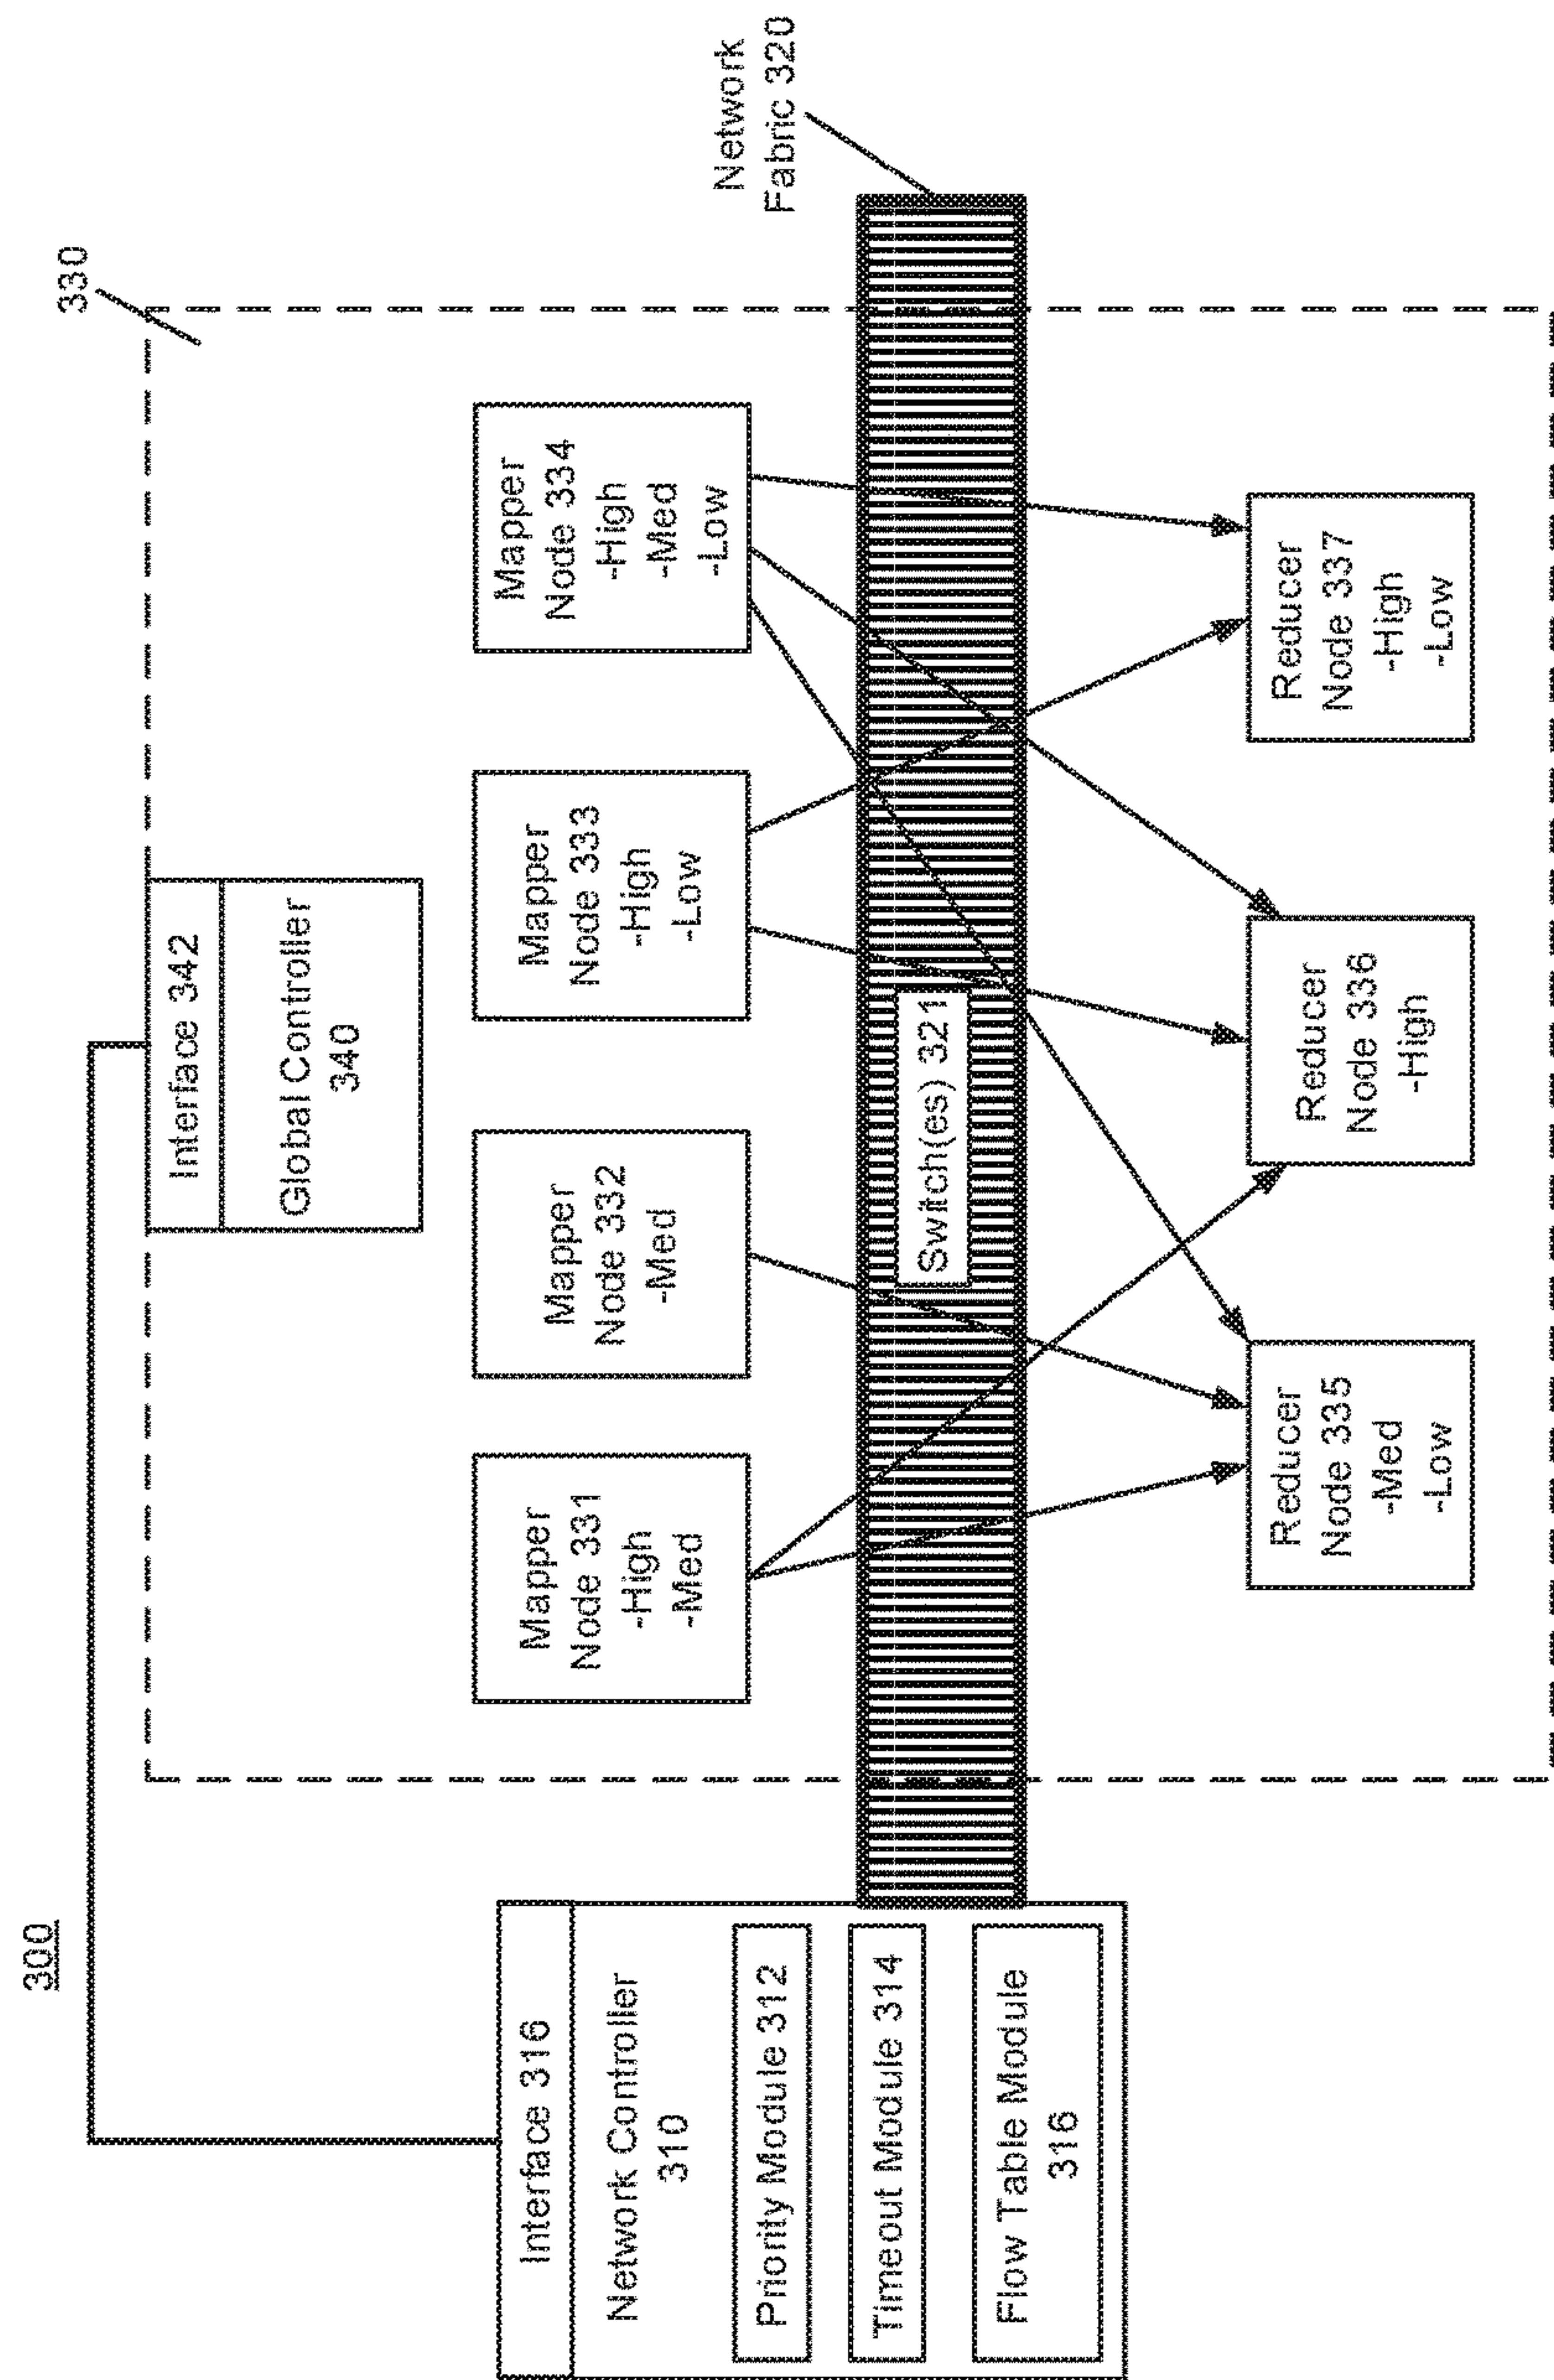 300
330
Interface 342
Global Controller
340
Interface 316
Network Controller
310
Priority Module 312
Timeout Module 314
Flow Table Module
316
Mapper
Node 331
-High
-Med
Mapper
Node 332
-Med
Mapper
Node 333
-High
-Low
Mapper
Node 334
-High
-Med
-Low
Network
Fabric 320
Switch(es) 321
Reducer
Node 335
-Med
-Low
Reducer
Node 336
-High
Reducer
Node 337
-High
-Low